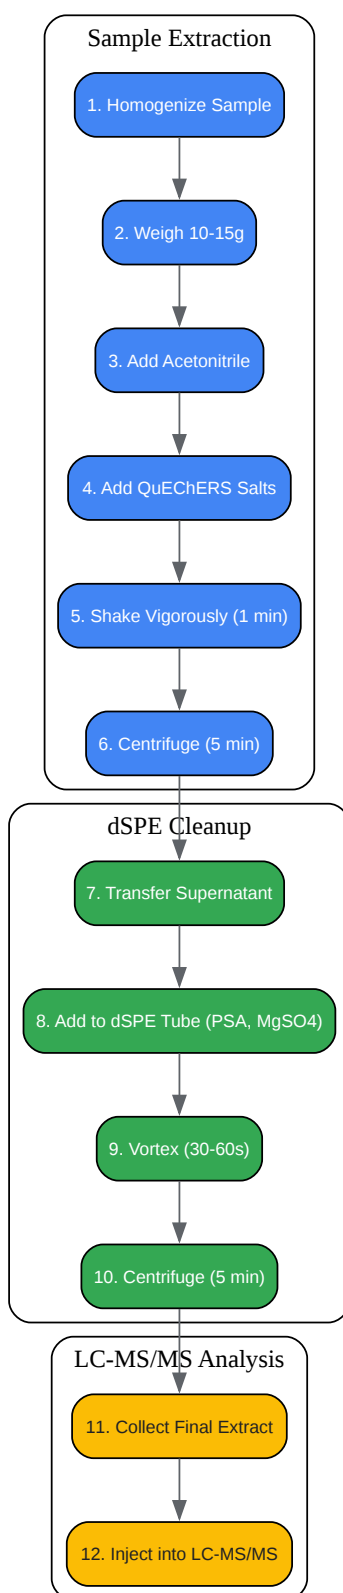 Sample Extraction
1. Homogenize Sample
2. Weigh 10-15g
3. Add Acetonitrile
4. Add QuEChERS Salts
5. Shake Vigorously (1 min)
6. Centrifuge (5 min)
dSPE Cleanup
7. Transfer Supernatant
8. Add to dSPE Tube (PSA, MgSO4)
9. Vortex (30-60s)
10. Centrifuge (5 min)
LC-MS/MS Analysis
11. Collect Final Extract
12. Inject into LC-MS/MS